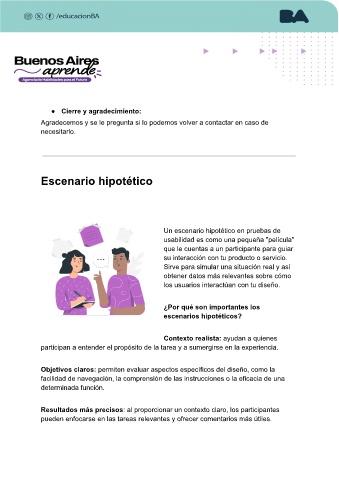 /educacionBA
BA
Buenos Aires
aprende
Agencia de Habilidades para el Futuro
● Cierre y agradecimiento:
Agradecemos y se le pregunta si lo podemos volver a contactar en caso de
necesitarlo.
Escenario hipotético
Un escenario hipotético en pruebas de
usabilidad es como una pequeña "película"
que le cuentas a un participante para guiar
su interacción con tu producto o servicio.
Sirve para simular una situación real y así
obtener datos más relevantes sobre cómo
los usuarios interactúan con tu diseño.
¿Por qué son importantes los
escenarios hipotéticos?
Contexto realista: ayudan a quienes
participan a entender el propósito de la tarea y a sumergirse en la experiencia.
Objetivos claros: permiten evaluar aspectos específicos del diseño, como la
facilidad de navegación, la comprensión de las instrucciones o la eficacia de una
determinada función.
Resultados más precisos: al proporcionar un contexto claro, los participantes
pueden enfocarse en las tareas relevantes y ofrecer comentarios más útiles.